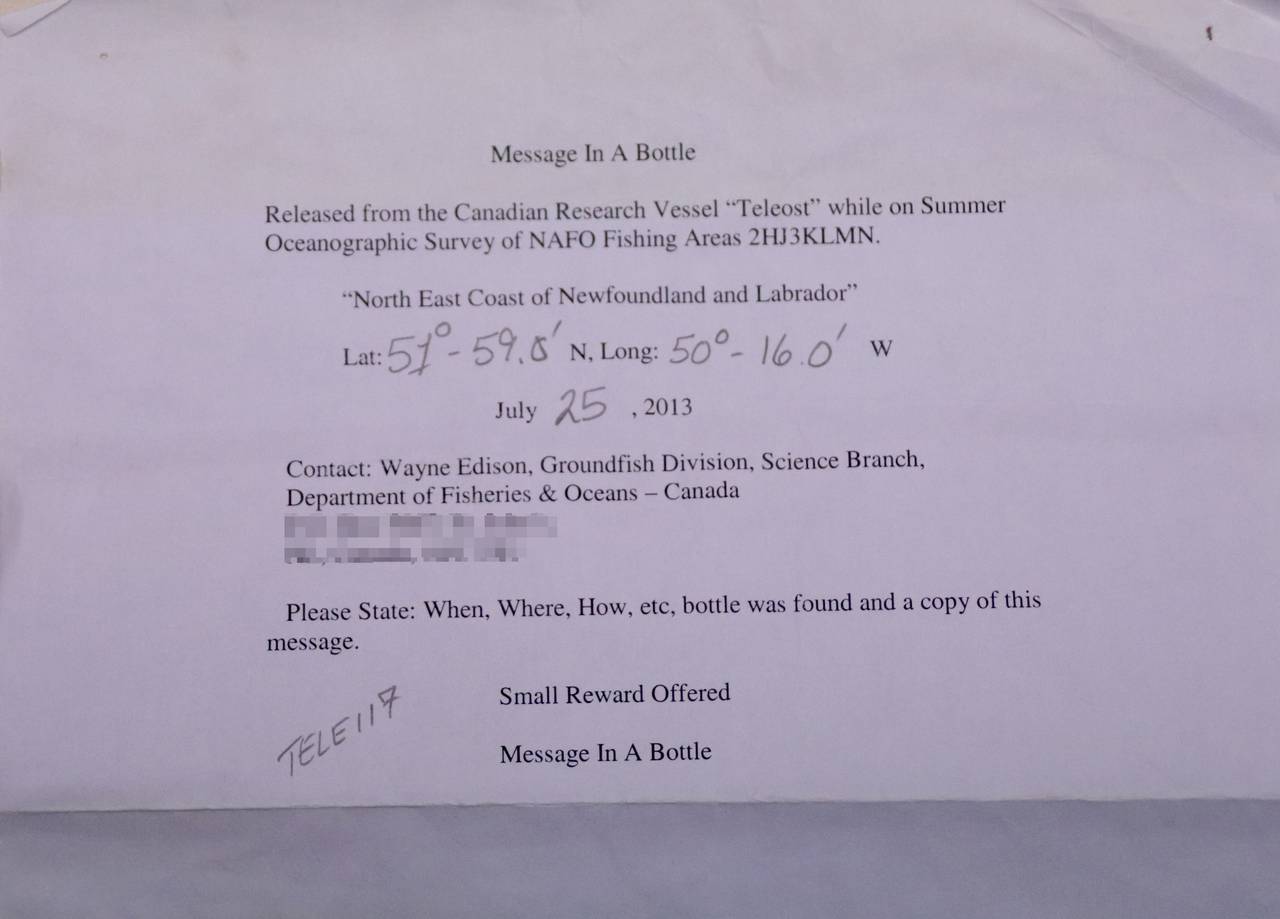 Message In A Bottle
Released from the Canadian Research Vessel “Teleost” while on Summer
Oceanographic Survey of NAFO Fishing Areas 2HJ3KLMN.
“North East Coast of Newfoundland and Labrador”
Lat: 51°- 59.0′ N, Long: 50°- 16.0′ W
July 25 , 2013
Contact: Wayne Edison, Groundfish Division, Science Branch,
Department of Fisheries & Oceans – Canada
Please State: When, Where, How, etc, bottle was found and a copy of this
message.
Small Reward Offered
TELE117
Message In A Bottle